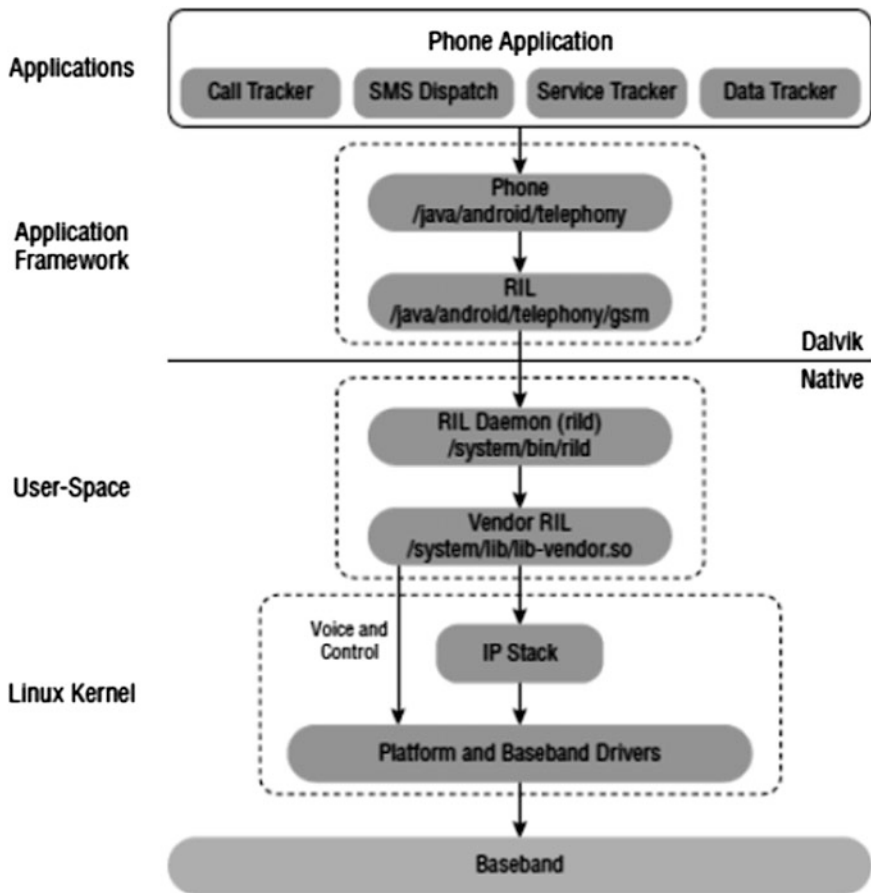 Applications
Phone Application
Call Tracker
SMS Dispatch
Service Tracker
Data Tracker
Application
Framework
Phone
/java/android/telephony
RIL
/java/android/telephony/gsm
Dalvik
Native
User-Space
RIL Daemon (rild)
/system/bin/rild
Vendor RIL
/system/lib/lib-vendor.so
Linux Kernel
Voice and
Control
IP Stack
Platform and Baseband Drivers
Baseband